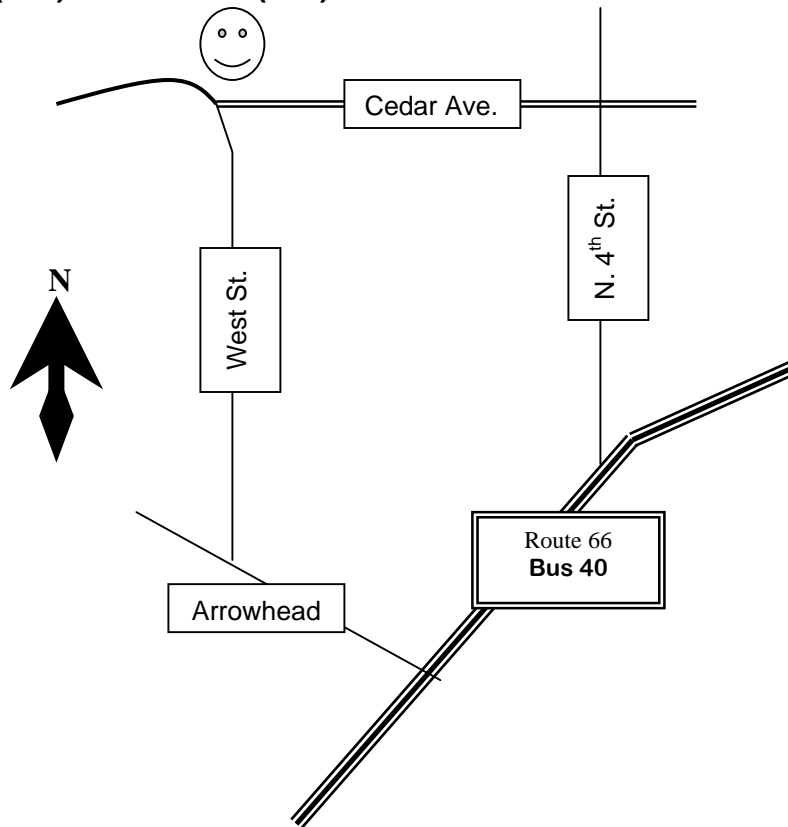 Cedar Ave.
N. 4th St.
N
West St.
Route 66
Bus 40
Arrowhead